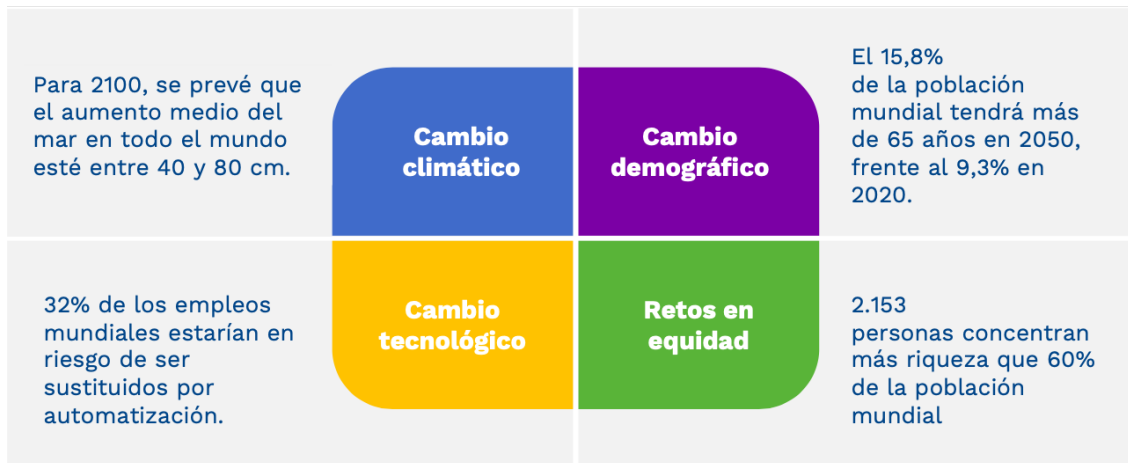 Para 2100, se prevé que
el aumento medio del
mar en todo el mundo
esté entre 40 y 80 cm.
Cambio
climático
Cambio
demográfico
El 15,8%
de la población
mundial tendrá más
de 65 años en 2050,
frente al 9,3% en
2020.
32% de los empleos
mundiales estarían en
riesgo de ser
sustituidos por
automatización.
Cambio
tecnológico
Retos en
equidad
2.153
personas concentran
más riqueza que 60%
de la población
mundial